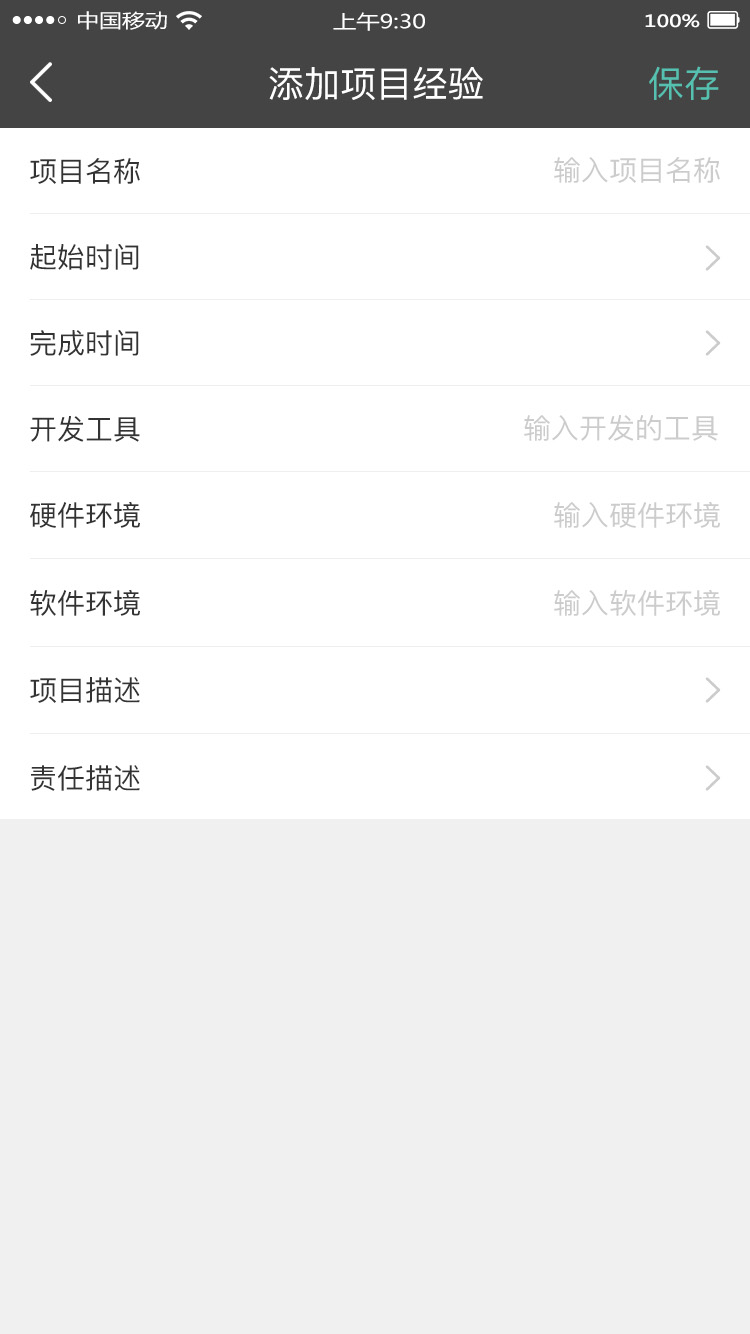 中国移动 上午9:30 100%
添加项目经验 保存
项目名称 输入项目名称
起始时间
完成时间
开发工具 输入开发的工具
硬件环境 输入硬件环境
软件环境 输入软件环境
项目描述
责任描述